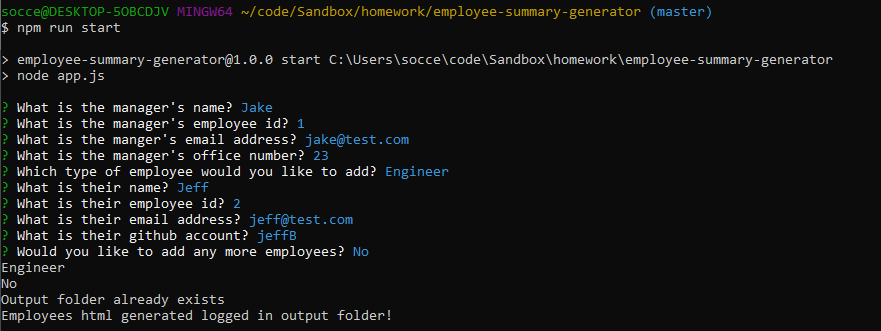 socce@DESKTOP-5OBCDJV MINGW64 ~/code/Sandbox/homework/employee-summary-generator (master)
$ npm run start
> employee-summary-generator@1.0.0 start C:\Users\socce\code\Sandbox\homework\employee-summary-generator
> node app.js
? What is the manager's name? Jake
? What is the manager's employee id? 1
? What is the manger's email address? jake@test.com
? What is the manager's office number? 23
? Which type of employee would you like to add? Engineer
? What is their name? Jeff
? What is their employee id? 2
? What is their email address? jeff@test.com
? What is their github account? jeffB
? Would you like to add any more employees? No
Engineer
No
Output folder already exists
Employees html generated logged in output folder!